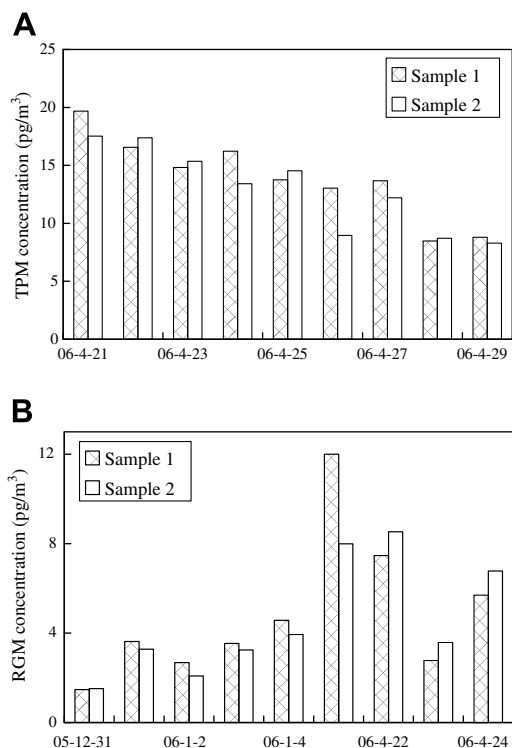 A
TPM concentration (pg/m³)
25
20
15
10
5
0
Sample 1
Sample 2
06-4-21 06-4-23 06-4-25 06-4-27 06-4-29
B
RGM concentration (pg/m³)
12
8
4
0
Sample 1
Sample 2
05-12-31 06-1-2 06-1-4 06-4-22 06-4-24